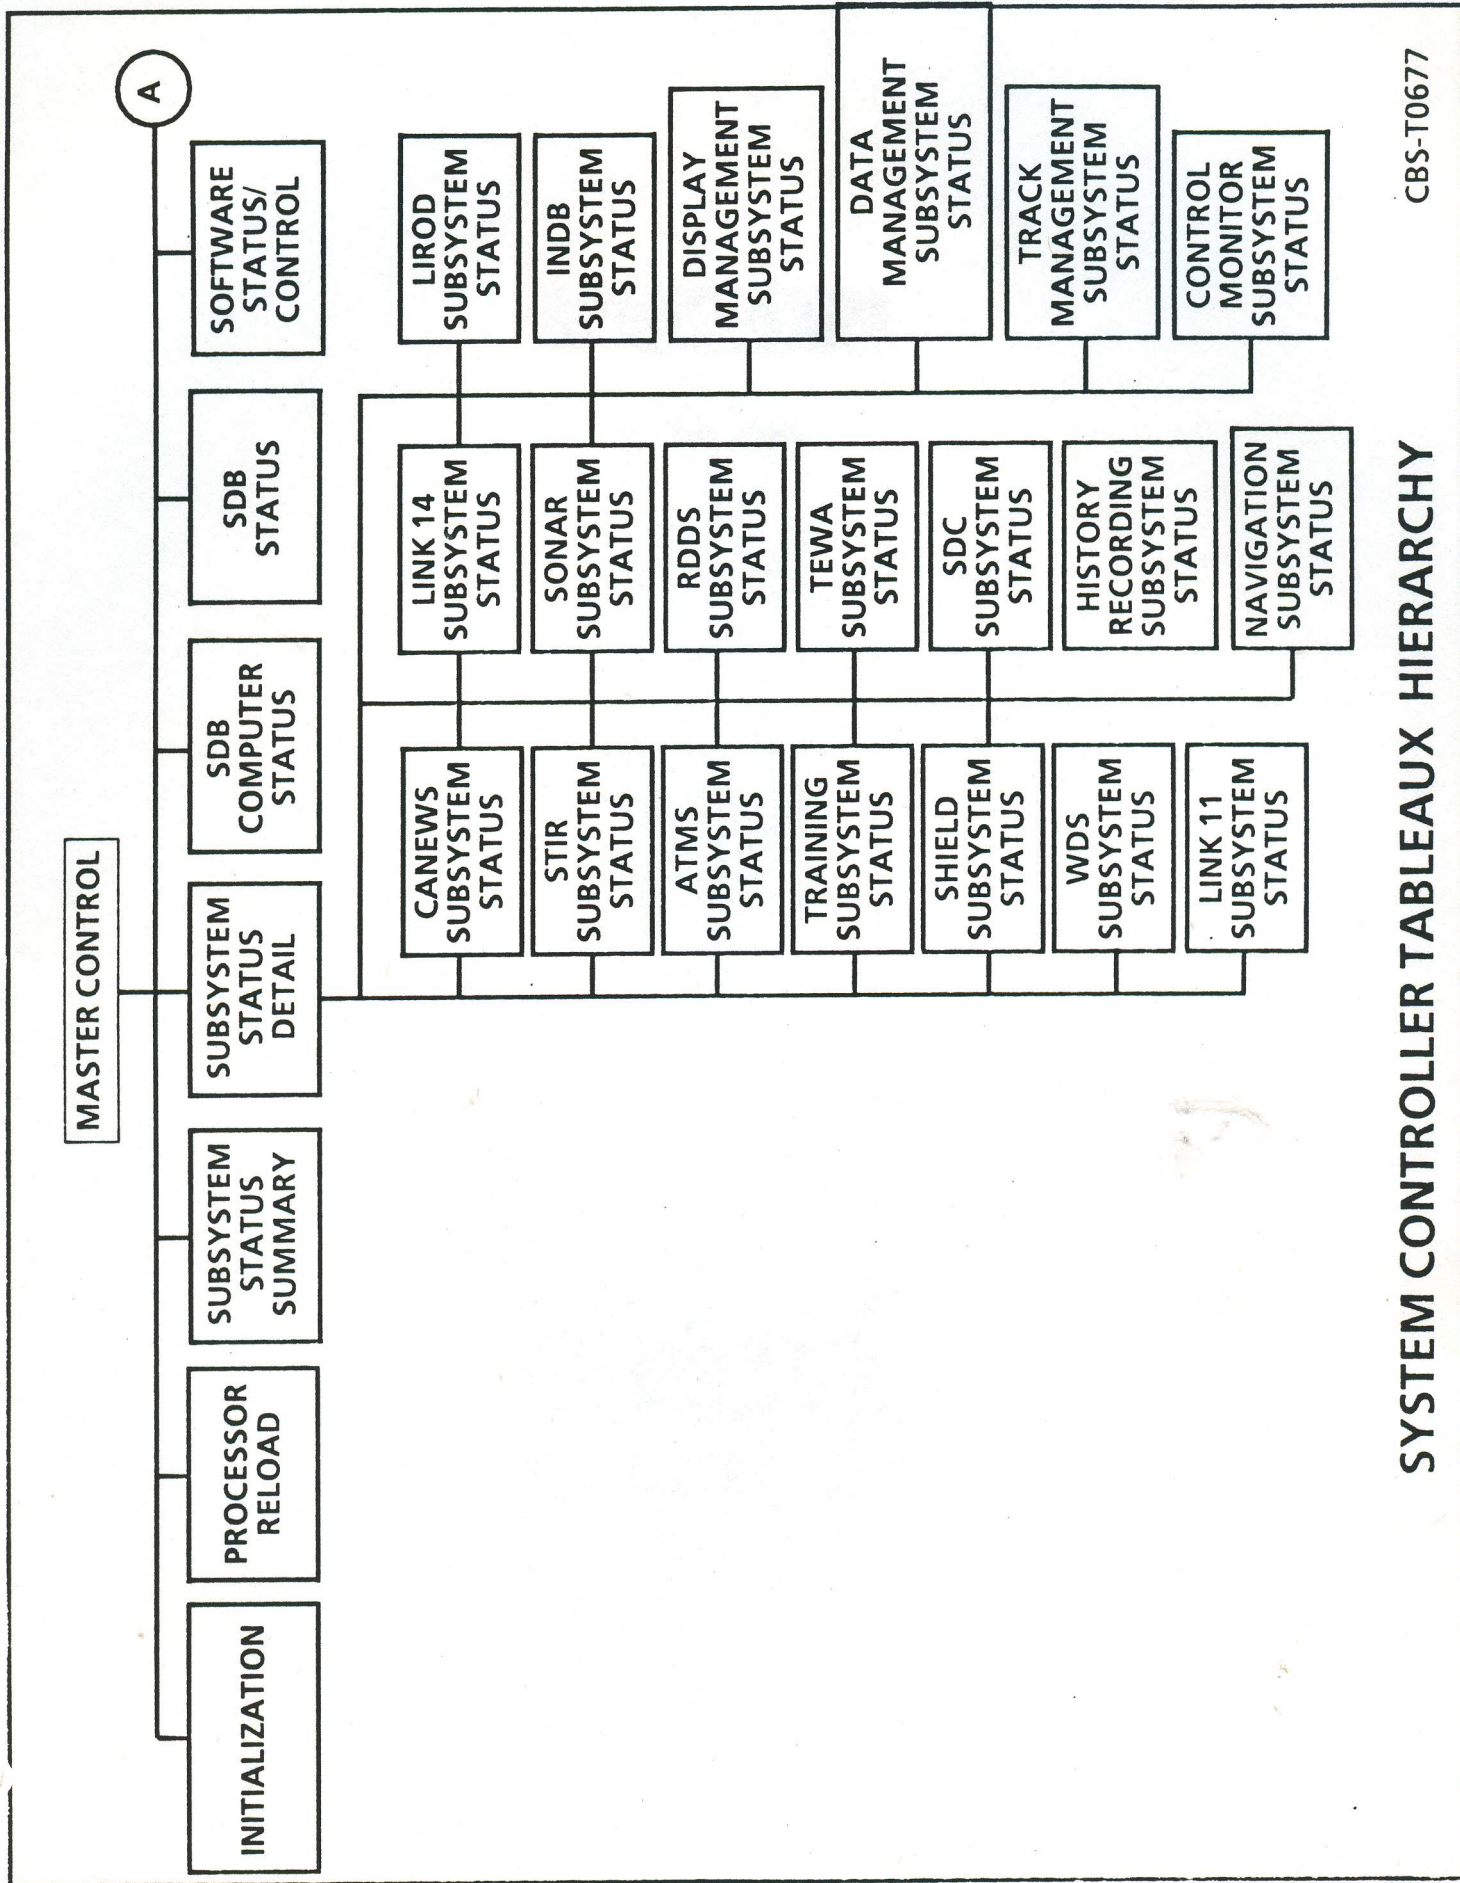 MASTER CONTROL
A
INITIALIZATION
PROCESSOR
RELOAD
SUBSYSTEM
STATUS
SUMMARY
SUBSYSTEM
STATUS
DETAIL
SDB
COMPUTER
STATUS
SDB
STATUS
SOFTWARE
STATUS/
CONTROL
CANEWS
SUBSYSTEM
STATUS
STIR
SUBSYSTEM
STATUS
ATMS
SUBSYSTEM
STATUS
TRAINING
SUBSYSTEM
STATUS
SHIELD
SUBSYSTEM
STATUS
WDS
SUBSYSTEM
STATUS
LINK 11
SUBSYSTEM
STATUS
LINK 14
SUBSYSTEM
STATUS
SONAR
SUBSYSTEM
STATUS
RDDS
SUBSYSTEM
STATUS
TEWA
SUBSYSTEM
STATUS
SDC
SUBSYSTEM
STATUS
HISTORY
RECORDING
SUBSYSTEM
STATUS
NAVIGATION
SUBSYSTEM
STATUS
LIROD
SUBSYSTEM
STATUS
INDB
SUBSYSTEM
STATUS
DISPLAY
MANAGEMENT
SUBSYSTEM
STATUS
DATA
MANAGEMENT
SUBSYSTEM
STATUS
TRACK
MANAGEMENT
SUBSYSTEM
STATUS
CONTROL
MONITOR
SUBSYSTEM
STATUS
SYSTEM CONTROLLER TABLEAUX HIERARCHY
CBS-T0677